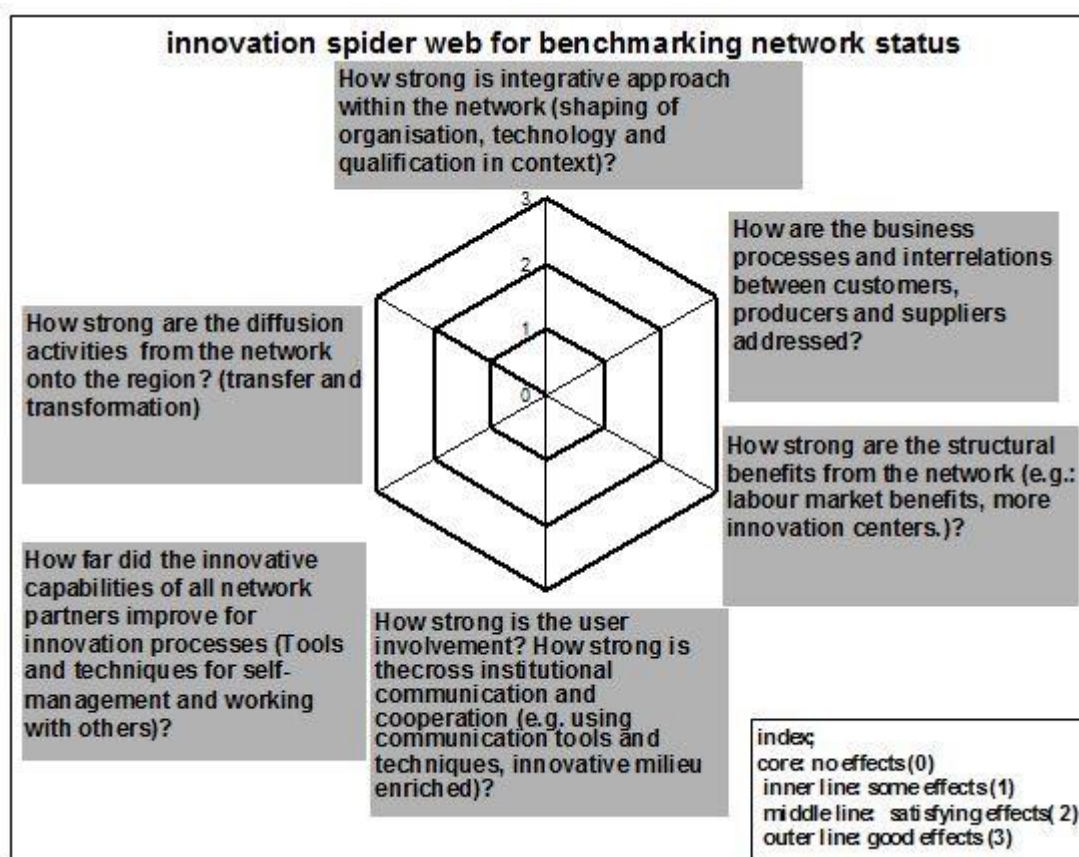 innovation spider web for benchmarking network status
How strong is integrative approach
within the network (shaping of
organisation, technology and
qualification in context)?
3
2
1
0
How are the business
processes and interrelations
between customers,
producers and suppliers
addressed?
How strong are the structural
benefits from the network (e.g.:
labour market benefits, more
innovation centers.)?
How strong is the user
involvement? How strong is
thecross institutional
communication and
cooperation (e.g. using
communication tools and
techniques, innovative milieu
enriched)?
How far did the innovative
capabilities of all network
partners improve for
innovation processes (Tools
and techniques for self-
management and working
with others)?
How strong are the diffusion
activities from the network
onto the region? (transfer and
transformation)
index;
core: no effects (0)
inner line: some effects (1)
middle line: satisfying effects( 2)
outer line: good effects (3)